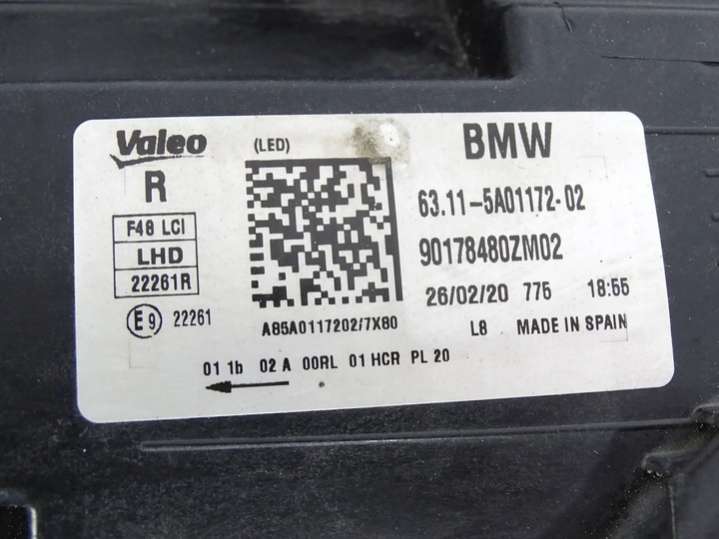 Valeo (LED) BMW
R
63.11-5A01172-02
F48 LCI
LHD
90178480ZM02
22261R
26/02/20 775 18:55
E9 22261
A85A0117202/7X80
L8 MADE IN SPAIN
01 1b 02 A 00RL 01 HCR PL 20